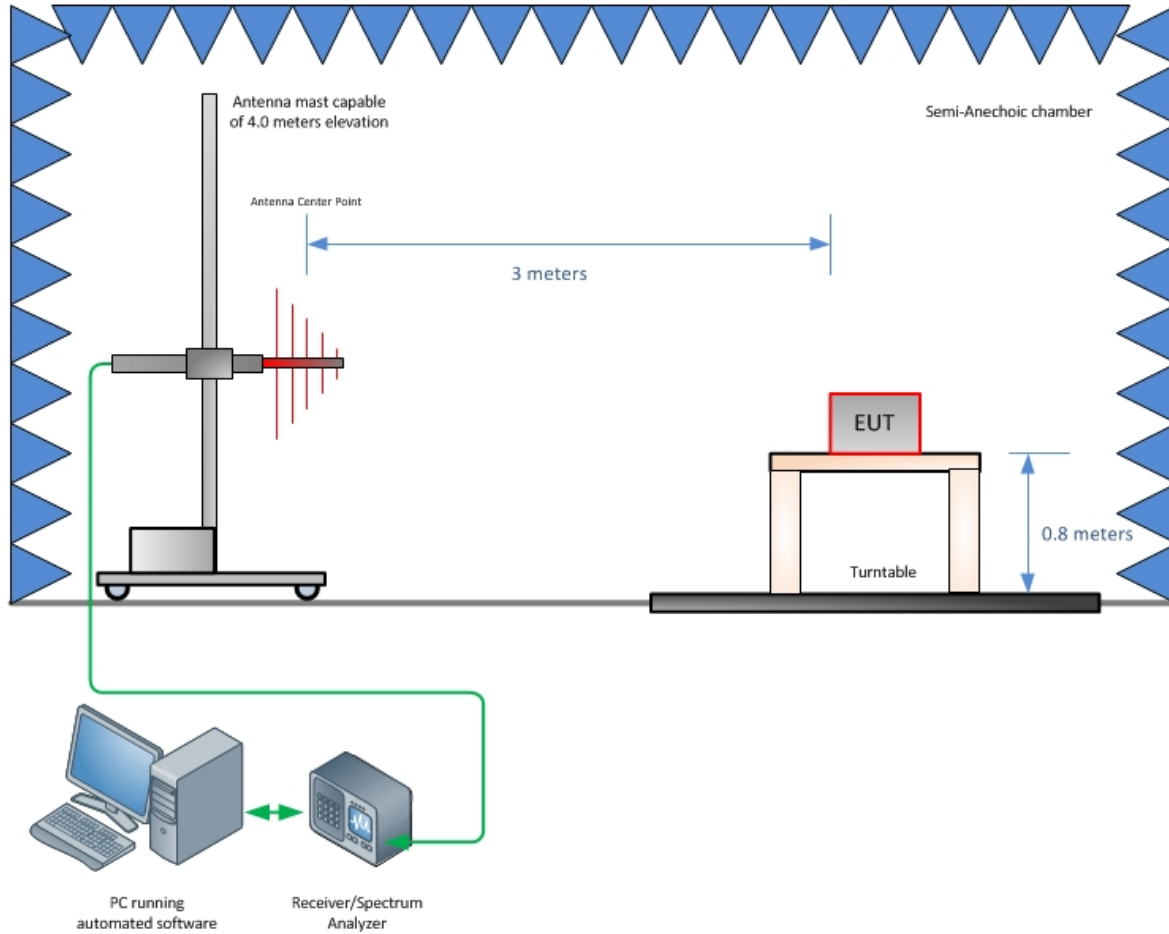 Antenna mast capable
of 4.0 meters elevation
Semi-Anechoic chamber
Antenna Center Point
3 meters
EUT
0.8 meters
Turntable
PC running
automated software
Receiver/Spectrum
Analyzer